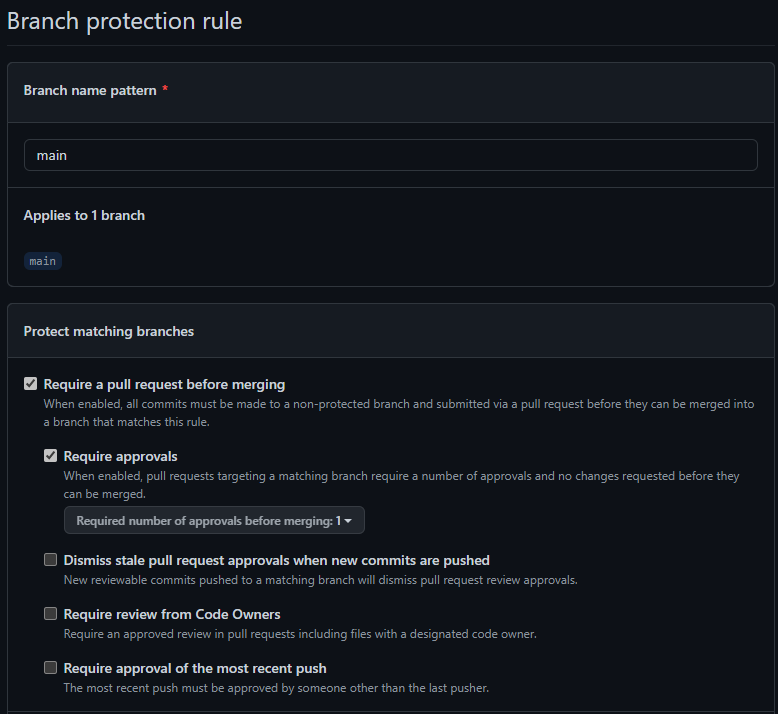 Branch protection rule
Branch name pattern *
main
Applies to 1 branch
main
Protect matching branches
Require a pull request before merging
When enabled, all commits must be made to a non-protected branch and submitted via a pull request before they can be merged into
a branch that matches this rule.
Require approvals
When enabled, pull requests targeting a matching branch require a number of approvals and no changes requested before they
can be merged.
Required number of approvals before merging: 1
Dismiss stale pull request approvals when new commits are pushed
New reviewable commits pushed to a matching branch will dismiss pull request review approvals.
Require review from Code Owners
Require an approved review in pull requests including files with a designated code owner.
Require approval of the most recent push
The most recent push must be approved by someone other than the last pusher.